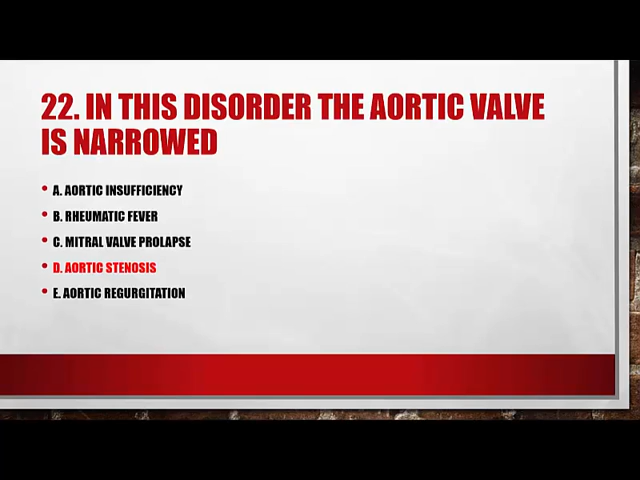 22. IN THIS DISORDER THE AORTIC VALVE
IS NARROWED
• A. AORTIC INSUFFICIENCY
• B. RHEUMATIC FEVER
• C. MITRAL VALVE PROLAPSE
• D. AORTIC STENOSIS
• E. AORTIC REGURGITATION